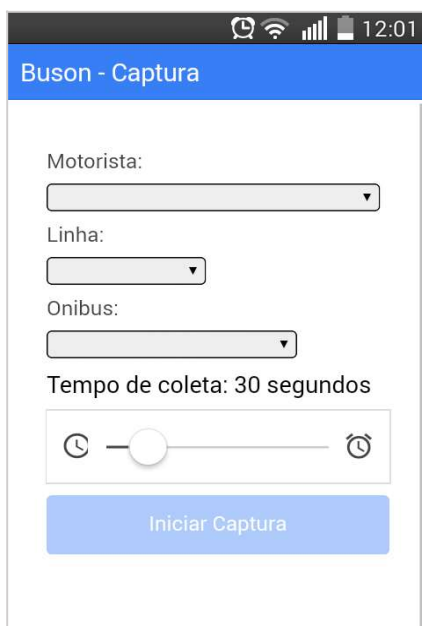 12:01
Buson - Captura
Motorista:
Linha:
Onibus:
Tempo de coleta: 30 segundos
Iniciar Captura